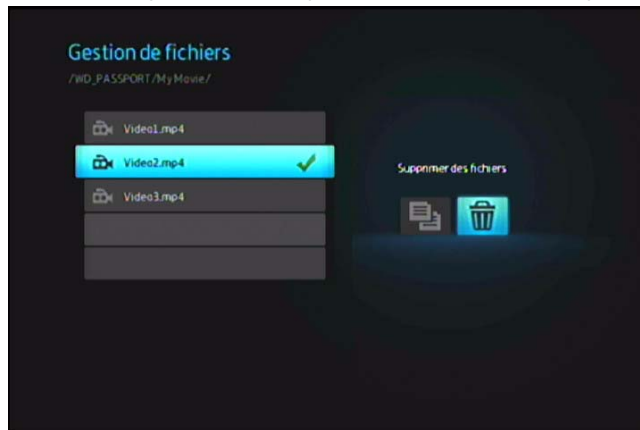 Gestion de fichiers
/WD_PASSPORT/MyMovie/
Video1.mp4
Video2.mp4
Video3.mp4
Supprimer des fichiers